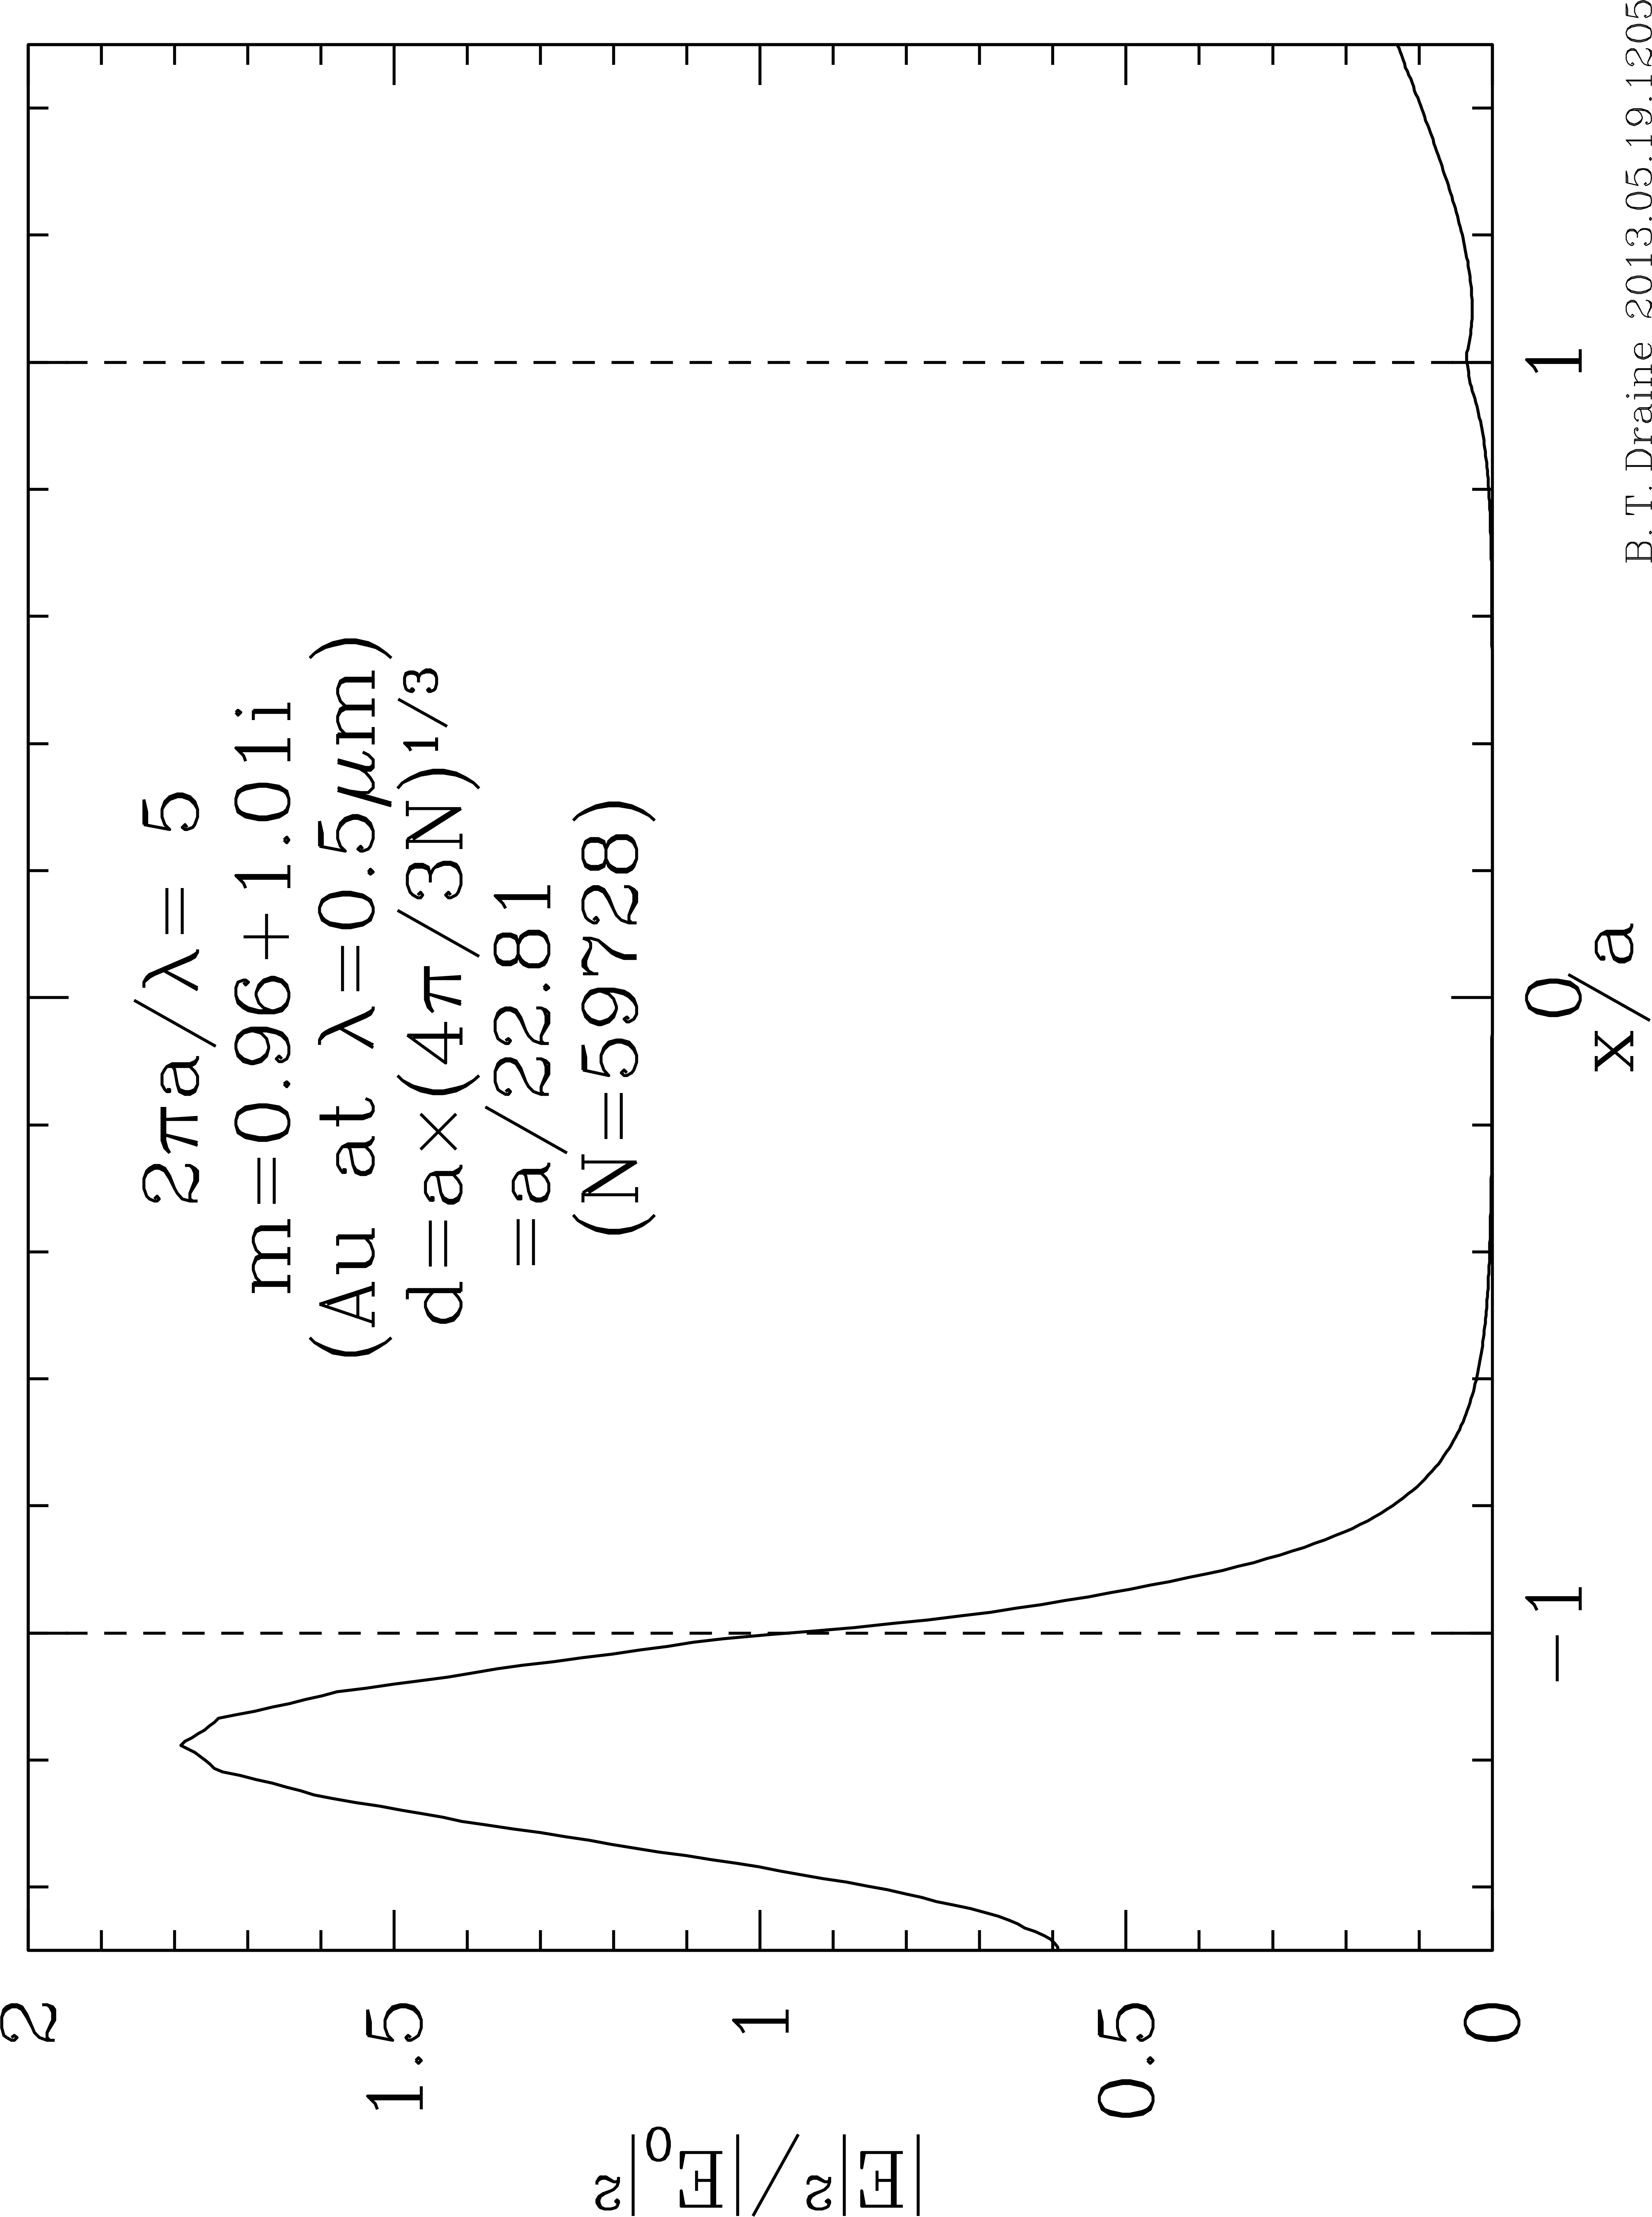 2πa/λ= 5
m=0.96+1.01i
(Au at λ=0.5μm)
d=a×(4π/3N)¹/³
=a/22.81
(N=59728)
2
1.5
1
0.5
0
|E|²/|E₀|²
−1
0
1
x/a
B. T. Draine 2013.05.19.1205